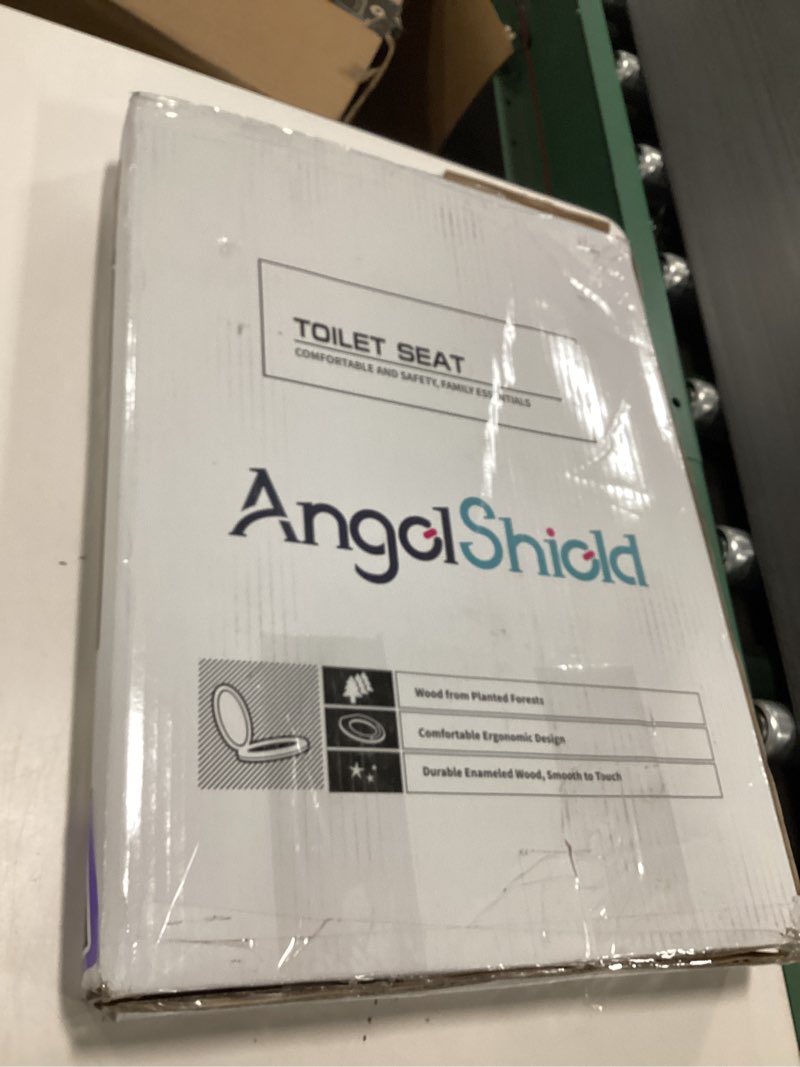 TOILET SEAT
COMFORTABLE AND SAFETY, FAMILY ESSENTIALS
AngelShield
Wood from Planted Forests
Comfortable Ergonomic Design
Durable Enameled Wood, Smooth to Touch